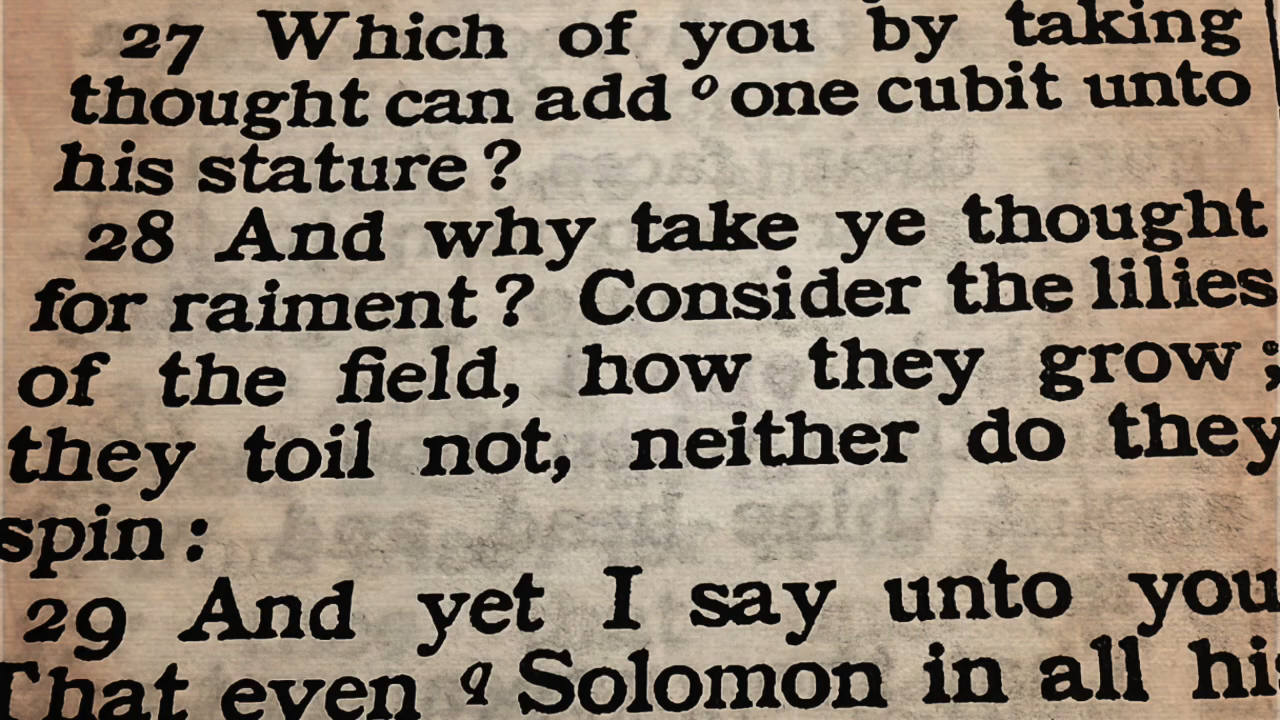 27 Which of you by taking
thought can add o one cubit unto
his stature ?
28 And why take ye thought
for raiment ? Consider the lilies
of the field, how they grow ;
they toil not, neither do they
spin :
29 And yet I say unto you
That even q Solomon in all his